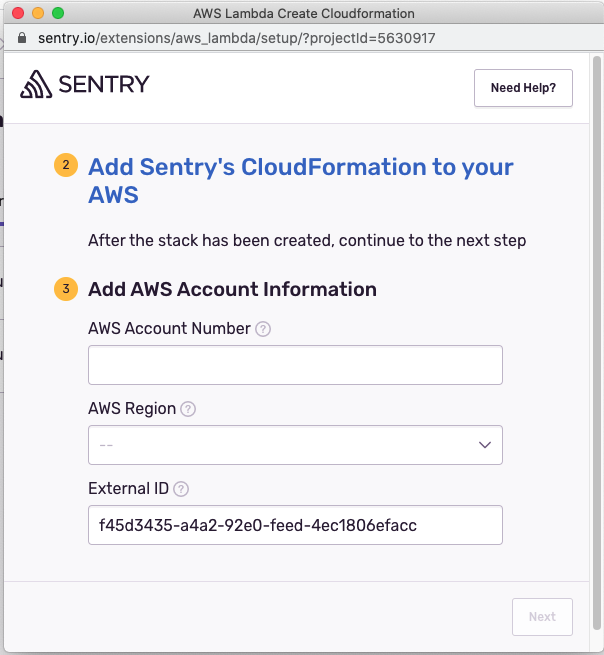 AWS Lambda Create Cloudformation
sentry.io/extensions/aws_lambda/setup/?projectId=5630917
SENTRY
Need Help?
2
Add Sentry's CloudFormation to your
AWS
After the stack has been created, continue to the next step
3
Add AWS Account Information
AWS Account Number ?
AWS Region ?
--
External ID ?
f45d3435-a4a2-92e0-feed-4ec1806efacc
Next